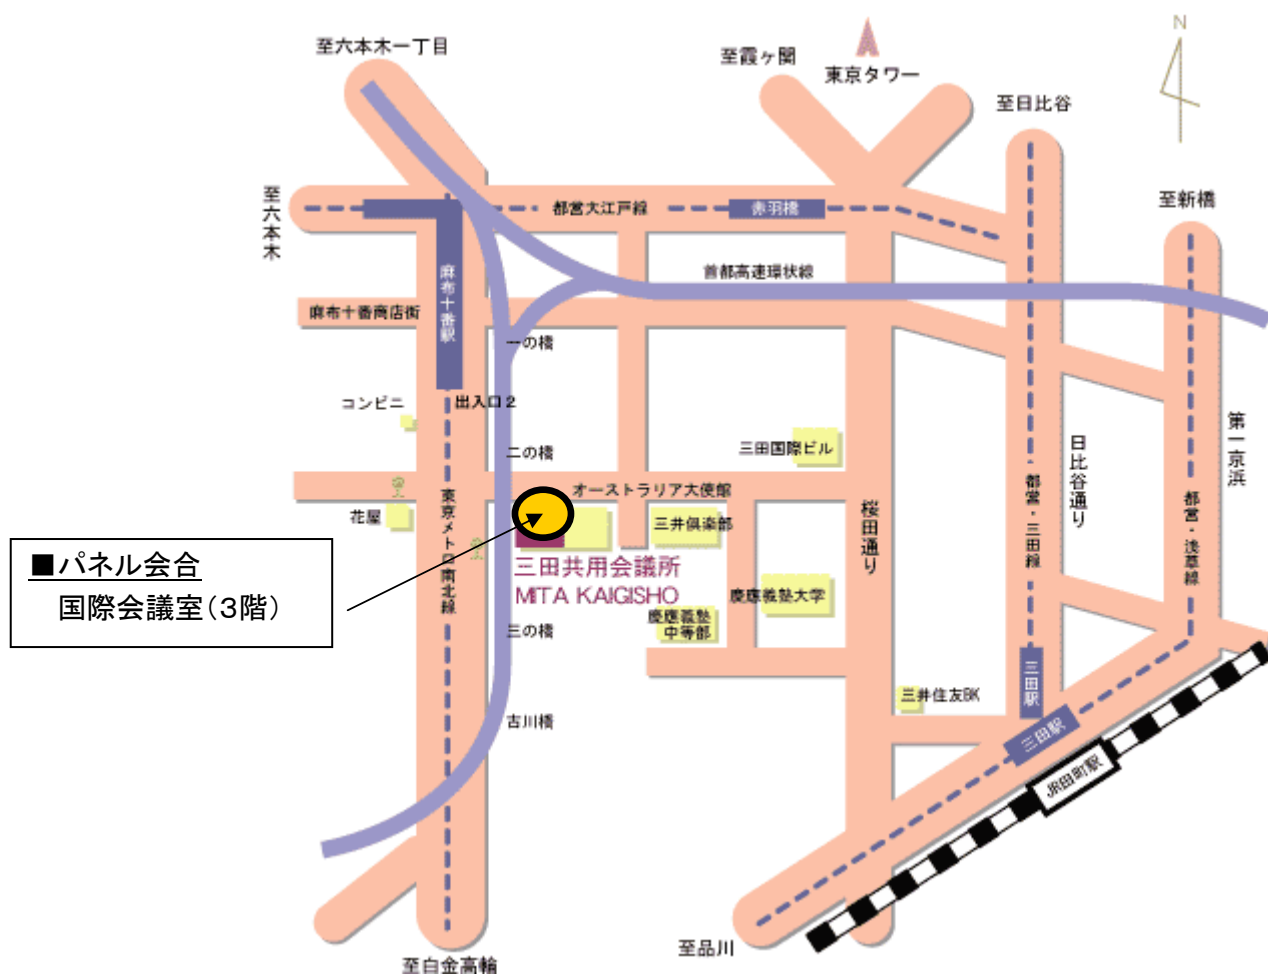 至六本木一丁目
至霞ヶ関
東京タワー
N
至日比谷
至新橋
至六本木
都営大江戸線
赤羽橋
首都高速環状線
麻布十番駅
麻布十番商店街
一の橋
コンビニ
出入口2
二の橋
三田国際ビル
日比谷通り
第一京浜
オーストラリア大使館
花屋
東京メトロ南北線
三井倶楽部
桜田通り
都営・三田線
都営・浅草線
■パネル会合
国際会議室(3階)
三田共用会議所
MITA KAIGISHO
慶應義塾大学
慶應義塾
中等部
三の橋
三田駅
三井住友BK
古川橋
三田駅
JR田町駅
至品川
至白金高輪